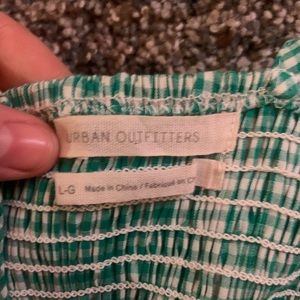 URBAN OUTFITTERS
L-G Made in China / Fabriqué en